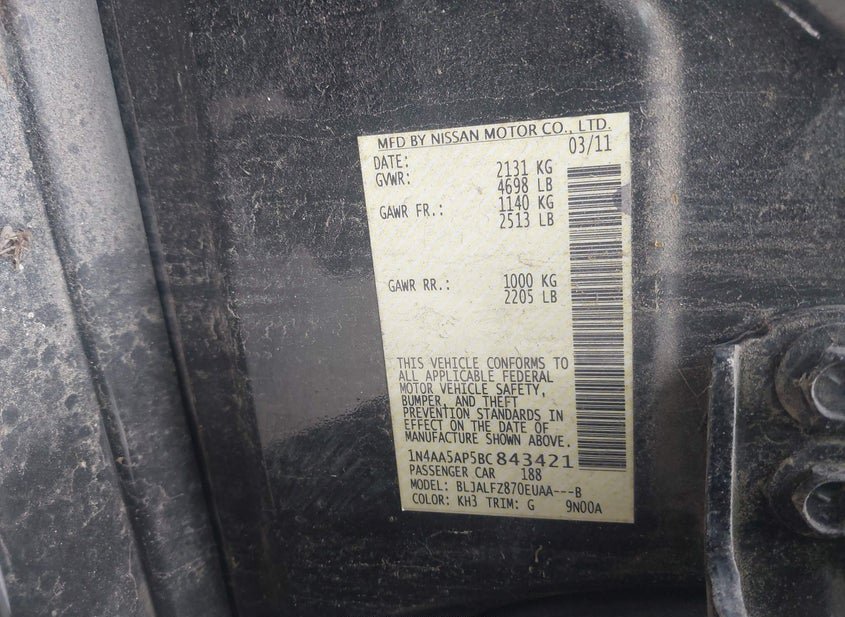 MFD BY NISSAN MOTOR CO., LTD.
DATE: 03/11
GVWR: 2131 KG
4698 LB
GAWR FR.: 1140 KG
2513 LB
GAWR RR.: 1000 KG
2205 LB
THIS VEHICLE CONFORMS TO
ALL APPLICABLE FEDERAL
MOTOR VEHICLE SAFETY,
BUMPER, AND THEFT
PREVENTION STANDARDS IN
EFFECT ON THE DATE OF
MANUFACTURE SHOWN ABOVE.
1N4AA5AP5BC843421
PASSENGER CAR 188
MODEL: BLJALFZ870EUAA---B
COLOR: KH3 TRIM: G 9N00A